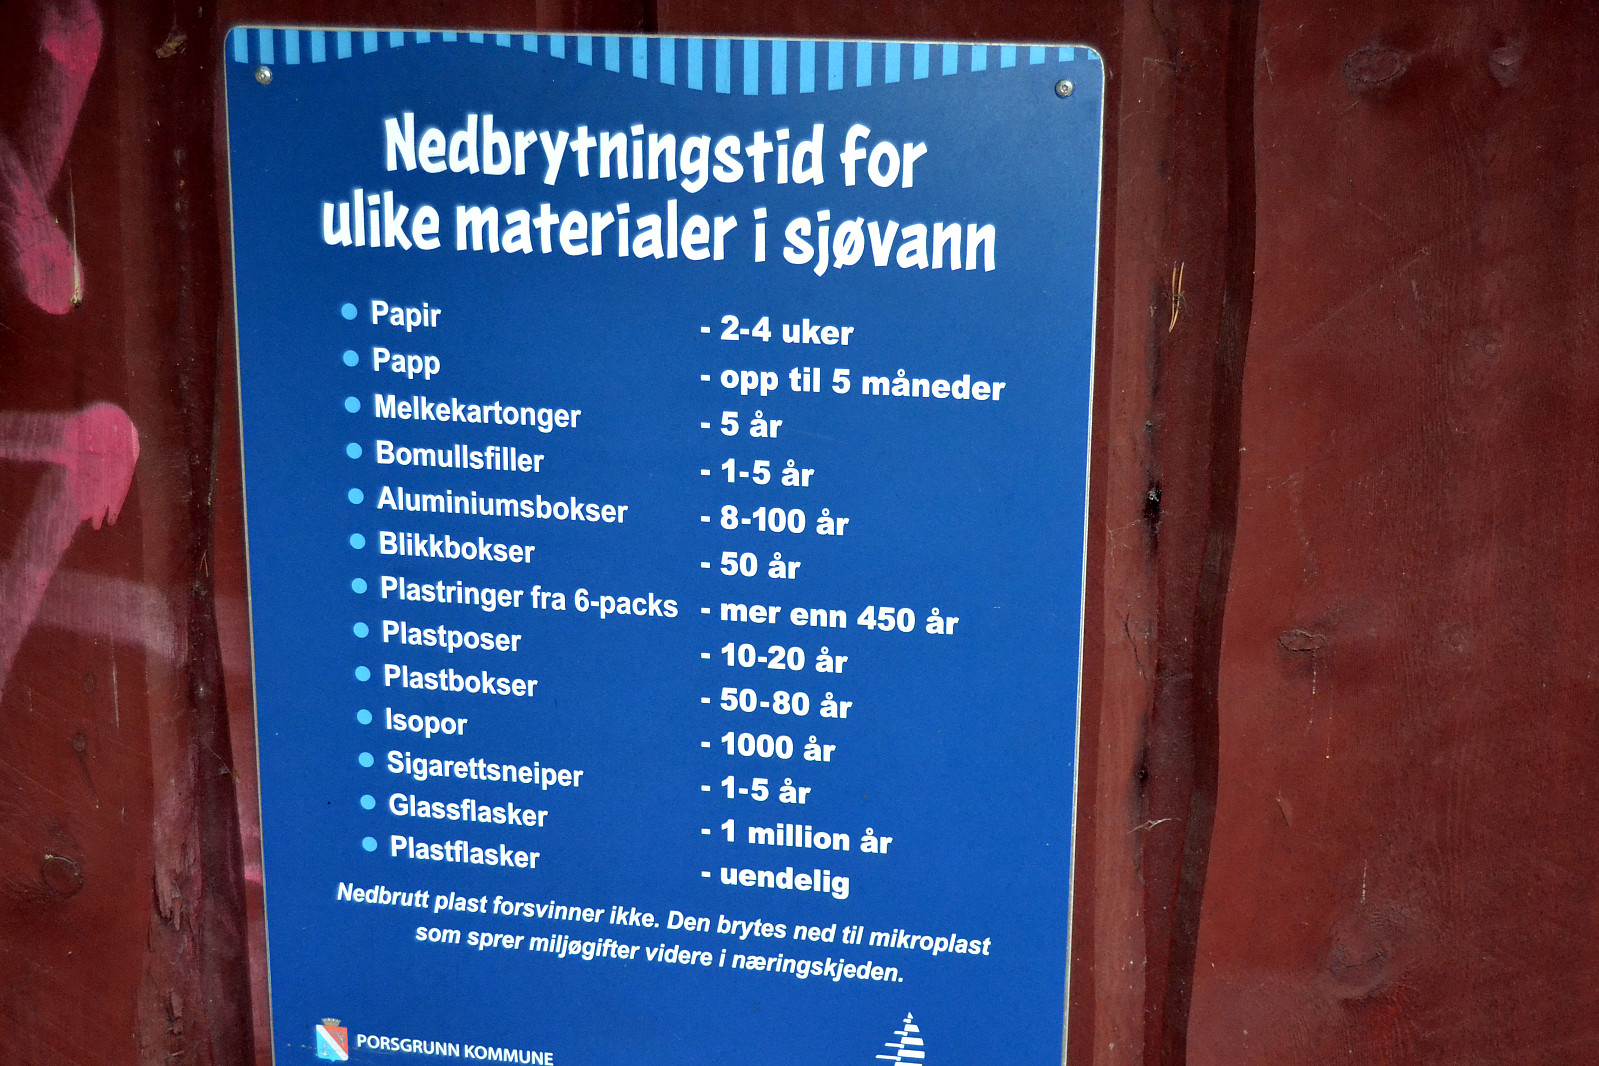 Nedbrytningstid for
ulike materialer i sjøvann
Papir - 2-4 uker
Papp - opp til 5 måneder
Melkekartonger - 5 år
Bomullsfiller - 1-5 år
Aluminiumsbokser - 8-100 år
Blikkbokser - 50 år
Plastringer fra 6-packs - mer enn 450 år
Plastposer - 10-20 år
Plastbokser - 50-80 år
Isopor - 1000 år
Sigarettsneiper - 1-5 år
Glassflasker - 1 million år
Plastflasker - uendelig
Nedbrutt plast forsvinner ikke. Den brytes ned til mikroplast
som sprer miljøgifter videre i næringskjeden.
PORSGRUNN KOMMUNE